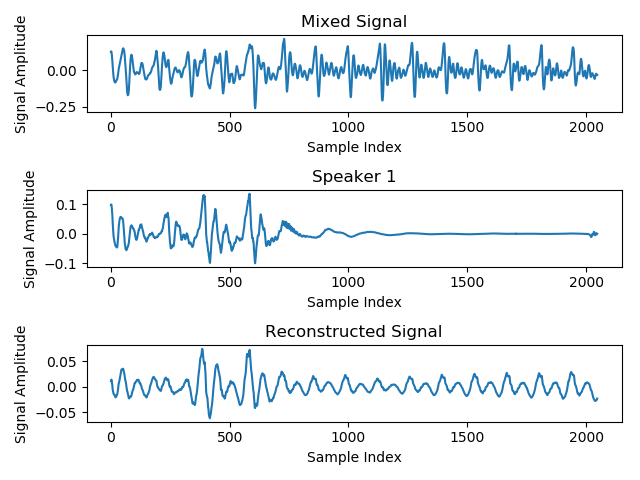 Mixed Signal
Signal Amplitude
0.00
−0.25
0 500 1000 1500 2000
Sample Index
Speaker 1
Signal Amplitude
0.1
0.0
−0.1
0 500 1000 1500 2000
Sample Index
Reconstructed Signal
Signal Amplitude
0.05
0.00
−0.05
0 500 1000 1500 2000
Sample Index